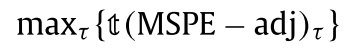 max_τ{𝕥(MSPE − adj)_τ}